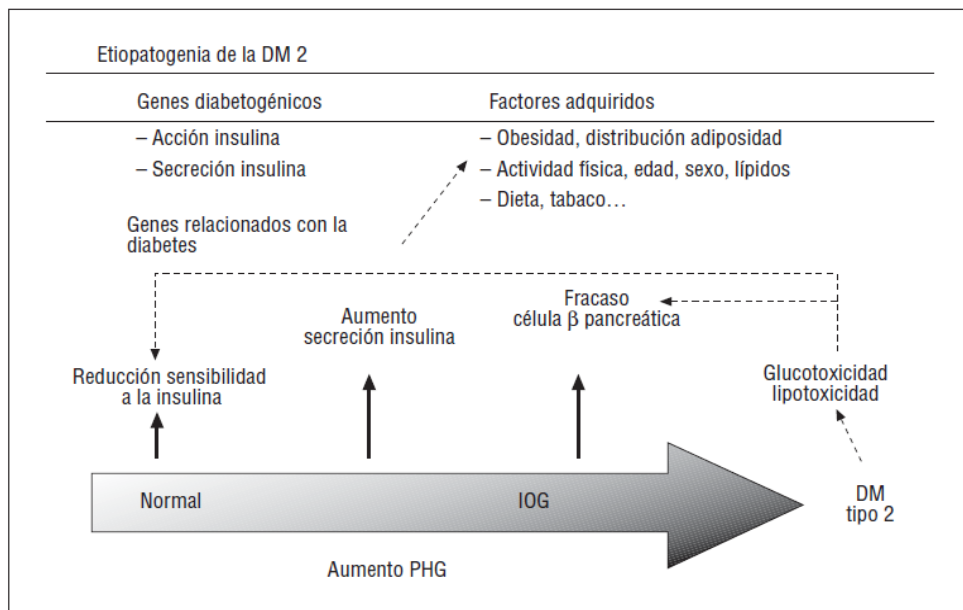 Etiopatogenia de la DM 2
Genes diabetogénicos
Factores adquiridos
– Acción insulina
– Secreción insulina
– Obesidad, distribución adiposidad
– Actividad física, edad, sexo, lípidos
– Dieta, tabaco…
Genes relacionados con la
diabetes
Reducción sensibilidad
a la insulina
Aumento
secreción insulina
Fracaso
célula β pancreática
Glucotoxicidad
lipotoxicidad
Normal
IOG
DM
tipo 2
Aumento PHG